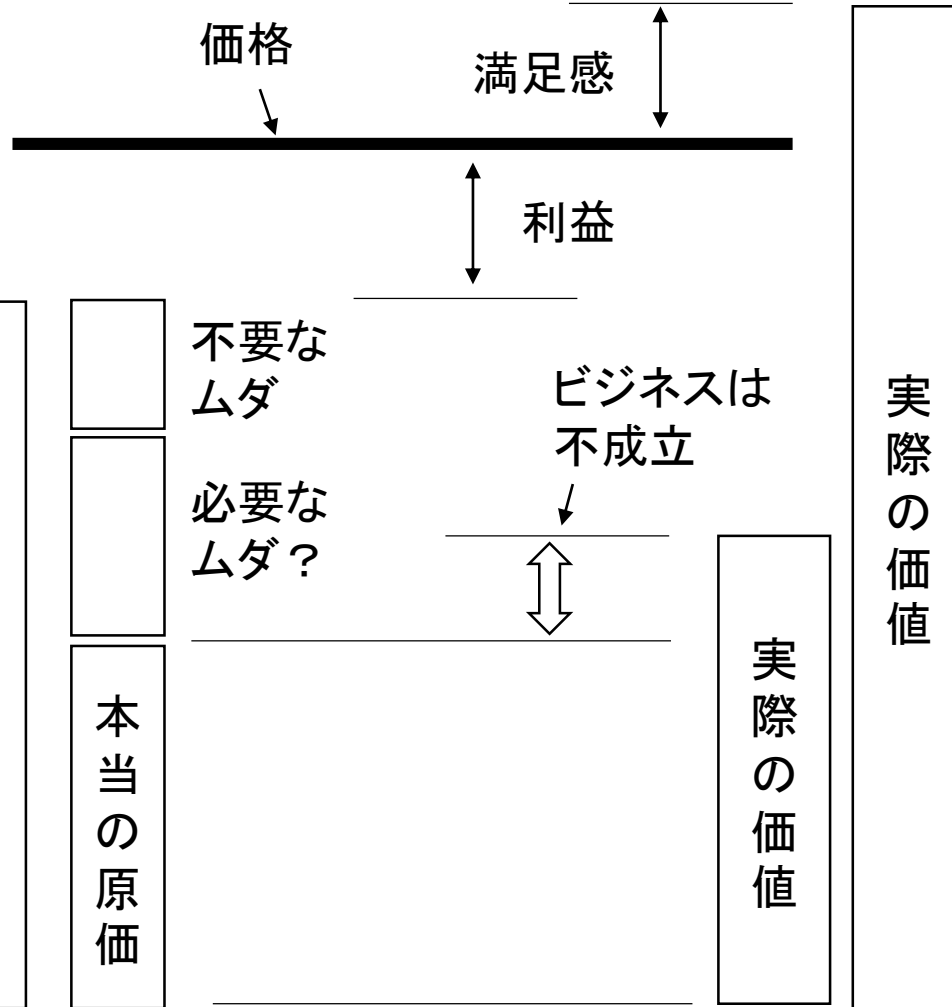 価格
満足感
利益
不要な
ムダ
ビジネスは
不成立
必要な
ムダ？
本当の原価
実際の価値
実際の価値